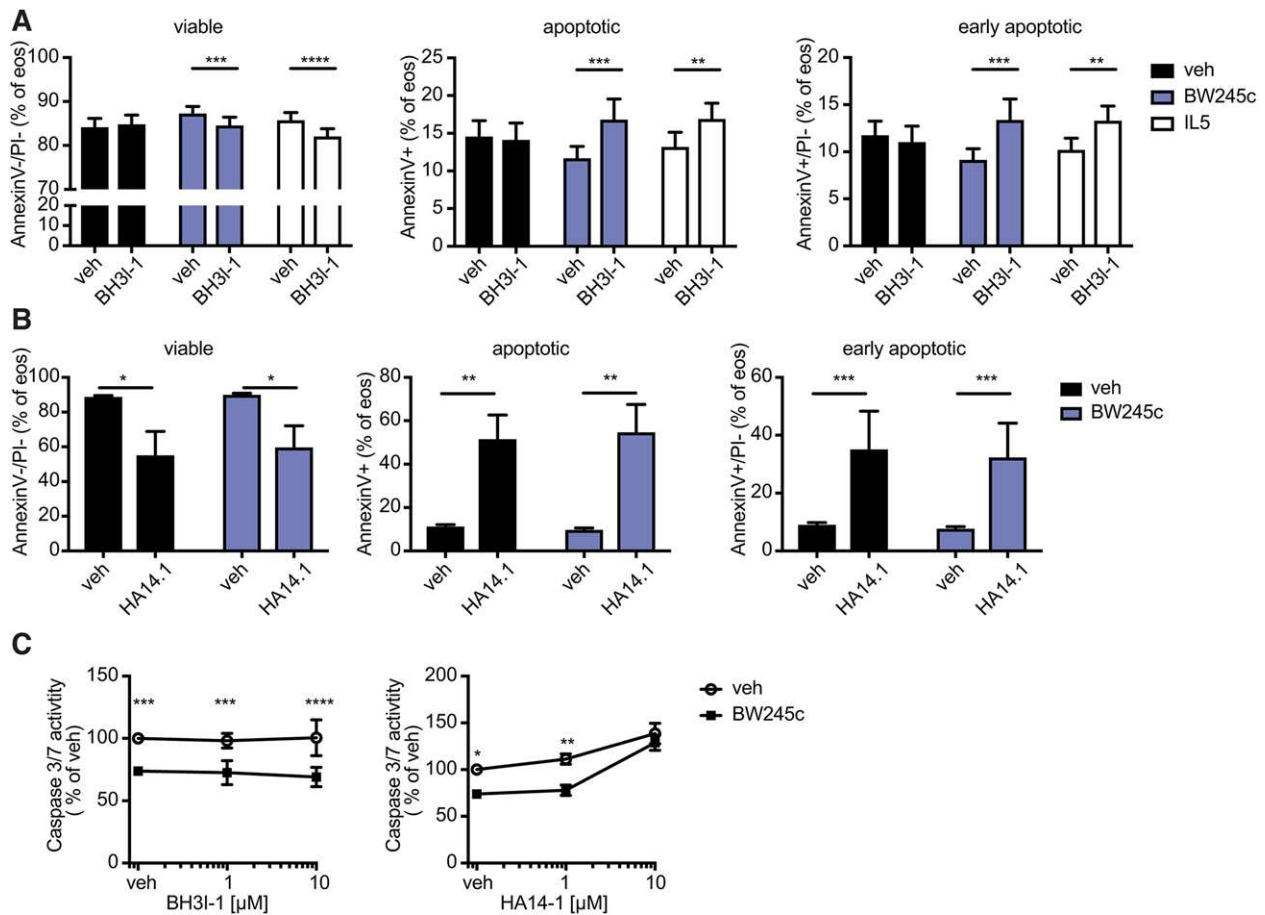 A
viable
apoptotic
early apoptotic
AnnexinV-/PI- (% of eos)
100
90
80
70
20
10
0
***
****
veh
BH3I-1
veh
BH3I-1
veh
BH3I-1
AnnexinV+ (% of eos)
25
20
15
10
5
0
***
**
veh
BH3I-1
veh
BH3I-1
veh
BH3I-1
AnnexinV+/PI- (% of eos)
20
15
10
5
0
***
**
veh
BH3I-1
veh
BH3I-1
veh
BH3I-1
veh
BW245c
IL5
B
viable
apoptotic
early apoptotic
AnnexinV-/PI- (% of eos)
100
80
60
40
20
0
*
*
veh
HA14.1
veh
HA14.1
AnnexinV+ (% of eos)
80
60
40
20
0
**
**
veh
HA14.1
veh
HA14.1
AnnexinV+/PI- (% of eos)
60
40
20
0
***
***
veh
HA14.1
veh
HA14.1
veh
BW245c
C
Caspase 3/7 activtity
( % of veh)
150
100
50
0
***
***
****
veh
1
10
BH3I-1 [µM]
Caspase 3/7 activtity
( % of veh)
200
150
100
50
0
*
**
veh
1
10
HA14-1 [µM]
veh
BW245c